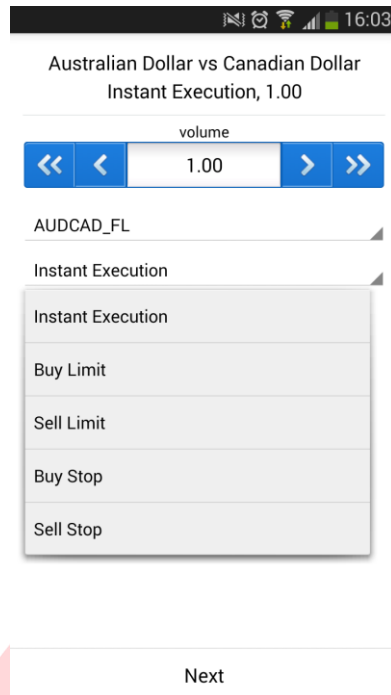 16:03
Australian Dollar vs Canadian Dollar
Instant Execution, 1.00
volume
1.00
AUDCAD_FL
Instant Execution
Instant Execution
Buy Limit
Sell Limit
Buy Stop
Sell Stop
Next